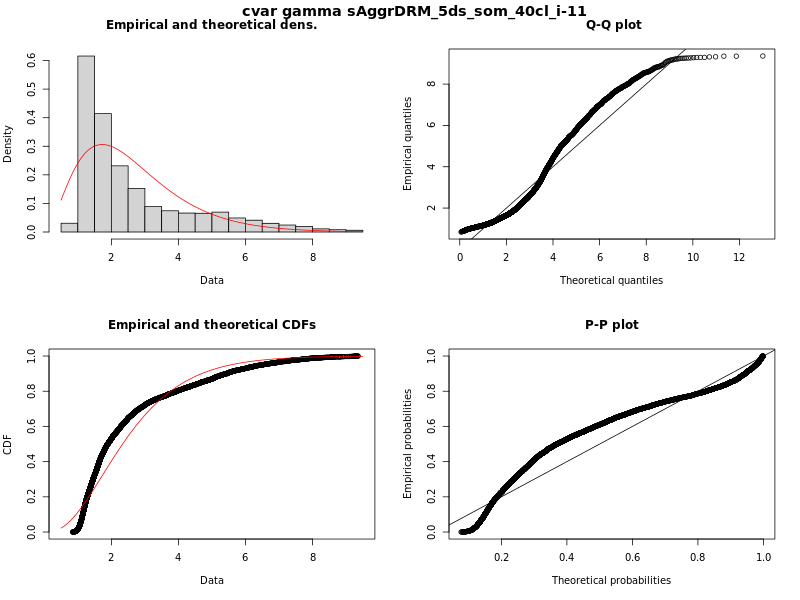 cvar gamma sAggrDRM_5ds_som_40cl_i-11
Empirical and theoretical dens.
Density
0.0 0.1 0.2 0.3 0.4 0.5 0.6
2 4 6 8
Data
Q-Q plot
Empirical quantiles
2 4 6 8
0 2 4 6 8 10 12
Theoretical quantiles
Empirical and theoretical CDFs
CDF
0.0 0.2 0.4 0.6 0.8 1.0
2 4 6 8
Data
P-P plot
Empirical probabilities
0.0 0.2 0.4 0.6 0.8 1.0
0.2 0.4 0.6 0.8 1.0
Theoretical probabilities